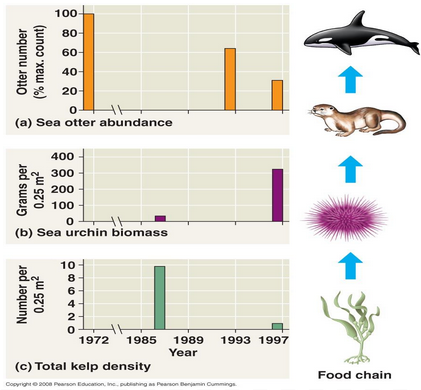 Otter number
(% max. count)
100
80
60
40
20
0
(a) Sea otter abundance
Grams per
0.25 m²
400
300
200
100
0
(b) Sea urchin biomass
Number per
0.25 m²
10
8
6
4
2
0
1972 1985 1989 1993 1997
Year
(c) Total kelp density
Food chain
Copyright © 2008 Pearson Education, Inc., publishing as Pearson Benjamin Cummings.